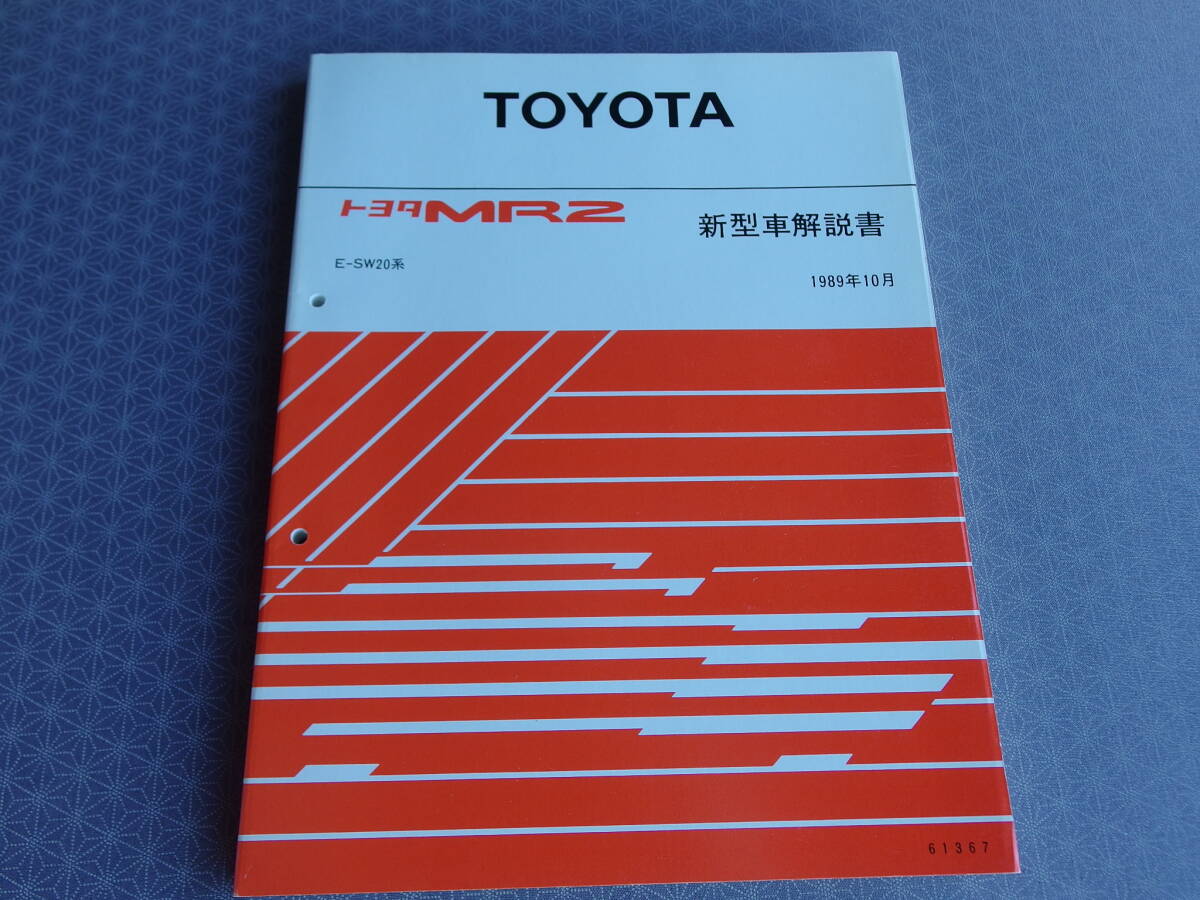 TOYOTA
トヨタMR2
新型車解説書
E-SW20系
1989年10月
61367